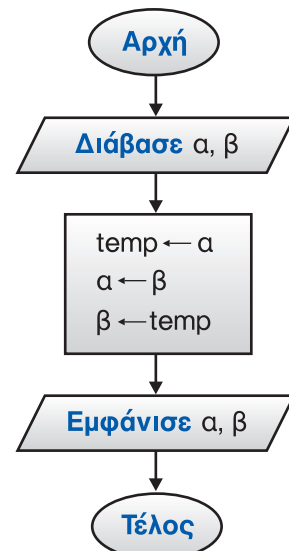 Αρχή
Διάβασε α, β
temp ← α
α ← β
β ← temp
Εμφάνισε α, β
Τέλος